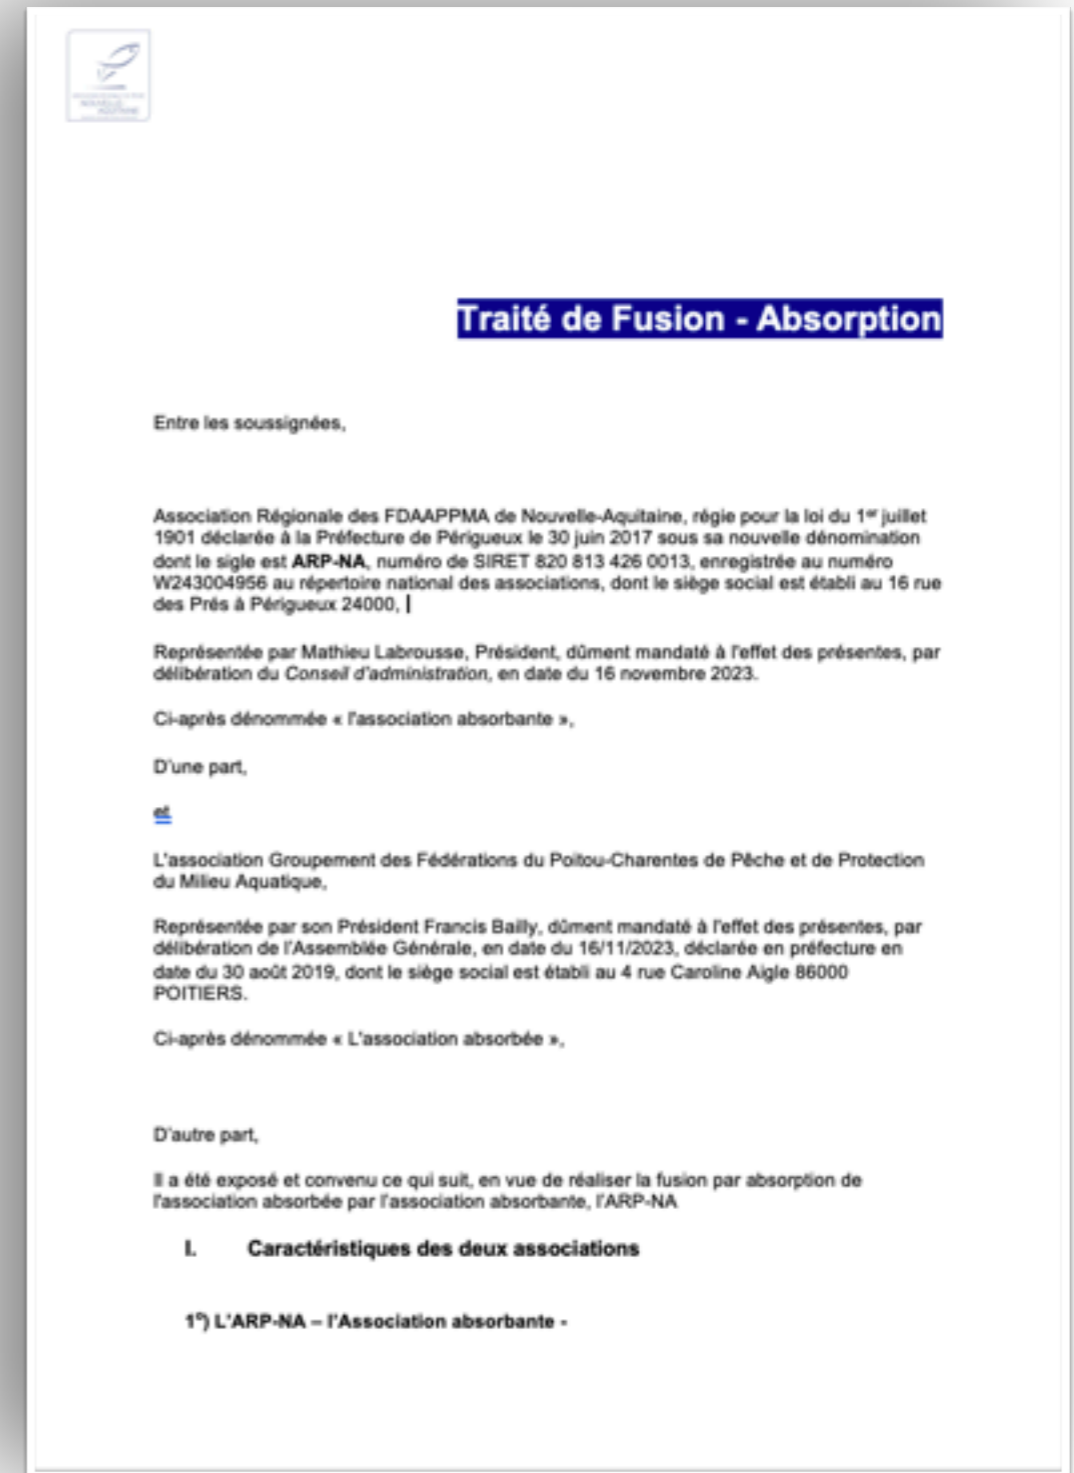 NOUVELLE-
AQUITAINE
Traité de Fusion - Absorption
Entre les soussignées,
Association Régionale des FDAAPPMA de Nouvelle-Aquitaine, régie pour la loi du 1er juillet
1901 déclarée à la Préfecture de Périgueux le 30 juin 2017 sous sa nouvelle dénomination
dont le sigle est ARP-NA, numéro de SIRET 820 813 426 0013, enregistrée au numéro
W243004956 au répertoire national des associations, dont le siège social est établi au 16 rue
des Prés à Périgueux 24000,
Représentée par Mathieu Labrousse, Président, dûment mandaté à l'effet des présentes, par
délibération du Conseil d'administration, en date du 16 novembre 2023.
Ci-après dénommée « l'association absorbante »,
D'une part,
et
L'association Groupement des Fédérations du Poitou-Charentes de Pêche et de Protection
du Milieu Aquatique,
Représentée par son Président Francis Bailly, dûment mandaté à l'effet des présentes, par
délibération de l'Assemblée Générale, en date du 16/11/2023, déclarée en préfecture en
date du 30 août 2019, dont le siège social est établi au 4 rue Caroline Aigle 86000
POITIERS.
Ci-après dénommée « L'association absorbée »,
D'autre part,
Il a été exposé et convenu ce qui suit, en vue de réaliser la fusion par absorption de
l'association absorbée par l'association absorbante, l'ARP-NA
I. Caractéristiques des deux associations
1°) L'ARP-NA – l'Association absorbante -